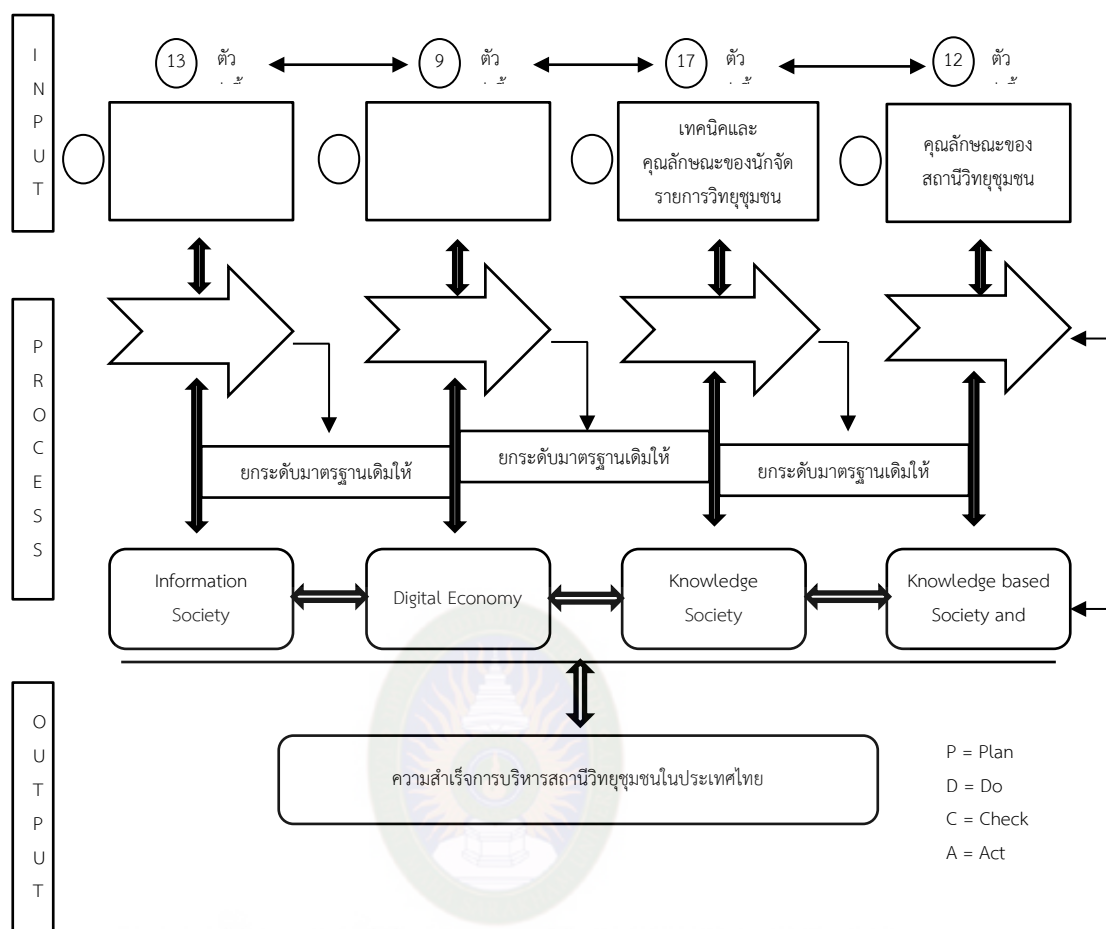 INPUT
13 ตัว
9 ตัว
17 ตัว
12 ตัว
เทคนิคและ
คุณลักษณะของนักจัด
รายการวิทยุชุมชน
คุณลักษณะของ
สถานีวิทยุชุมชน
PROCESS
ยกระดับมาตรฐานเดิมให้
ยกระดับมาตรฐานเดิมให้
ยกระดับมาตรฐานเดิมให้
Information
Society
Digital Economy
Knowledge
Society
Knowledge based
Society and
OUTPUT
ความสำเร็จการบริหารสถานีวิทยุชุมชนในประเทศไทย
P = Plan
D = Do
C = Check
A = Act